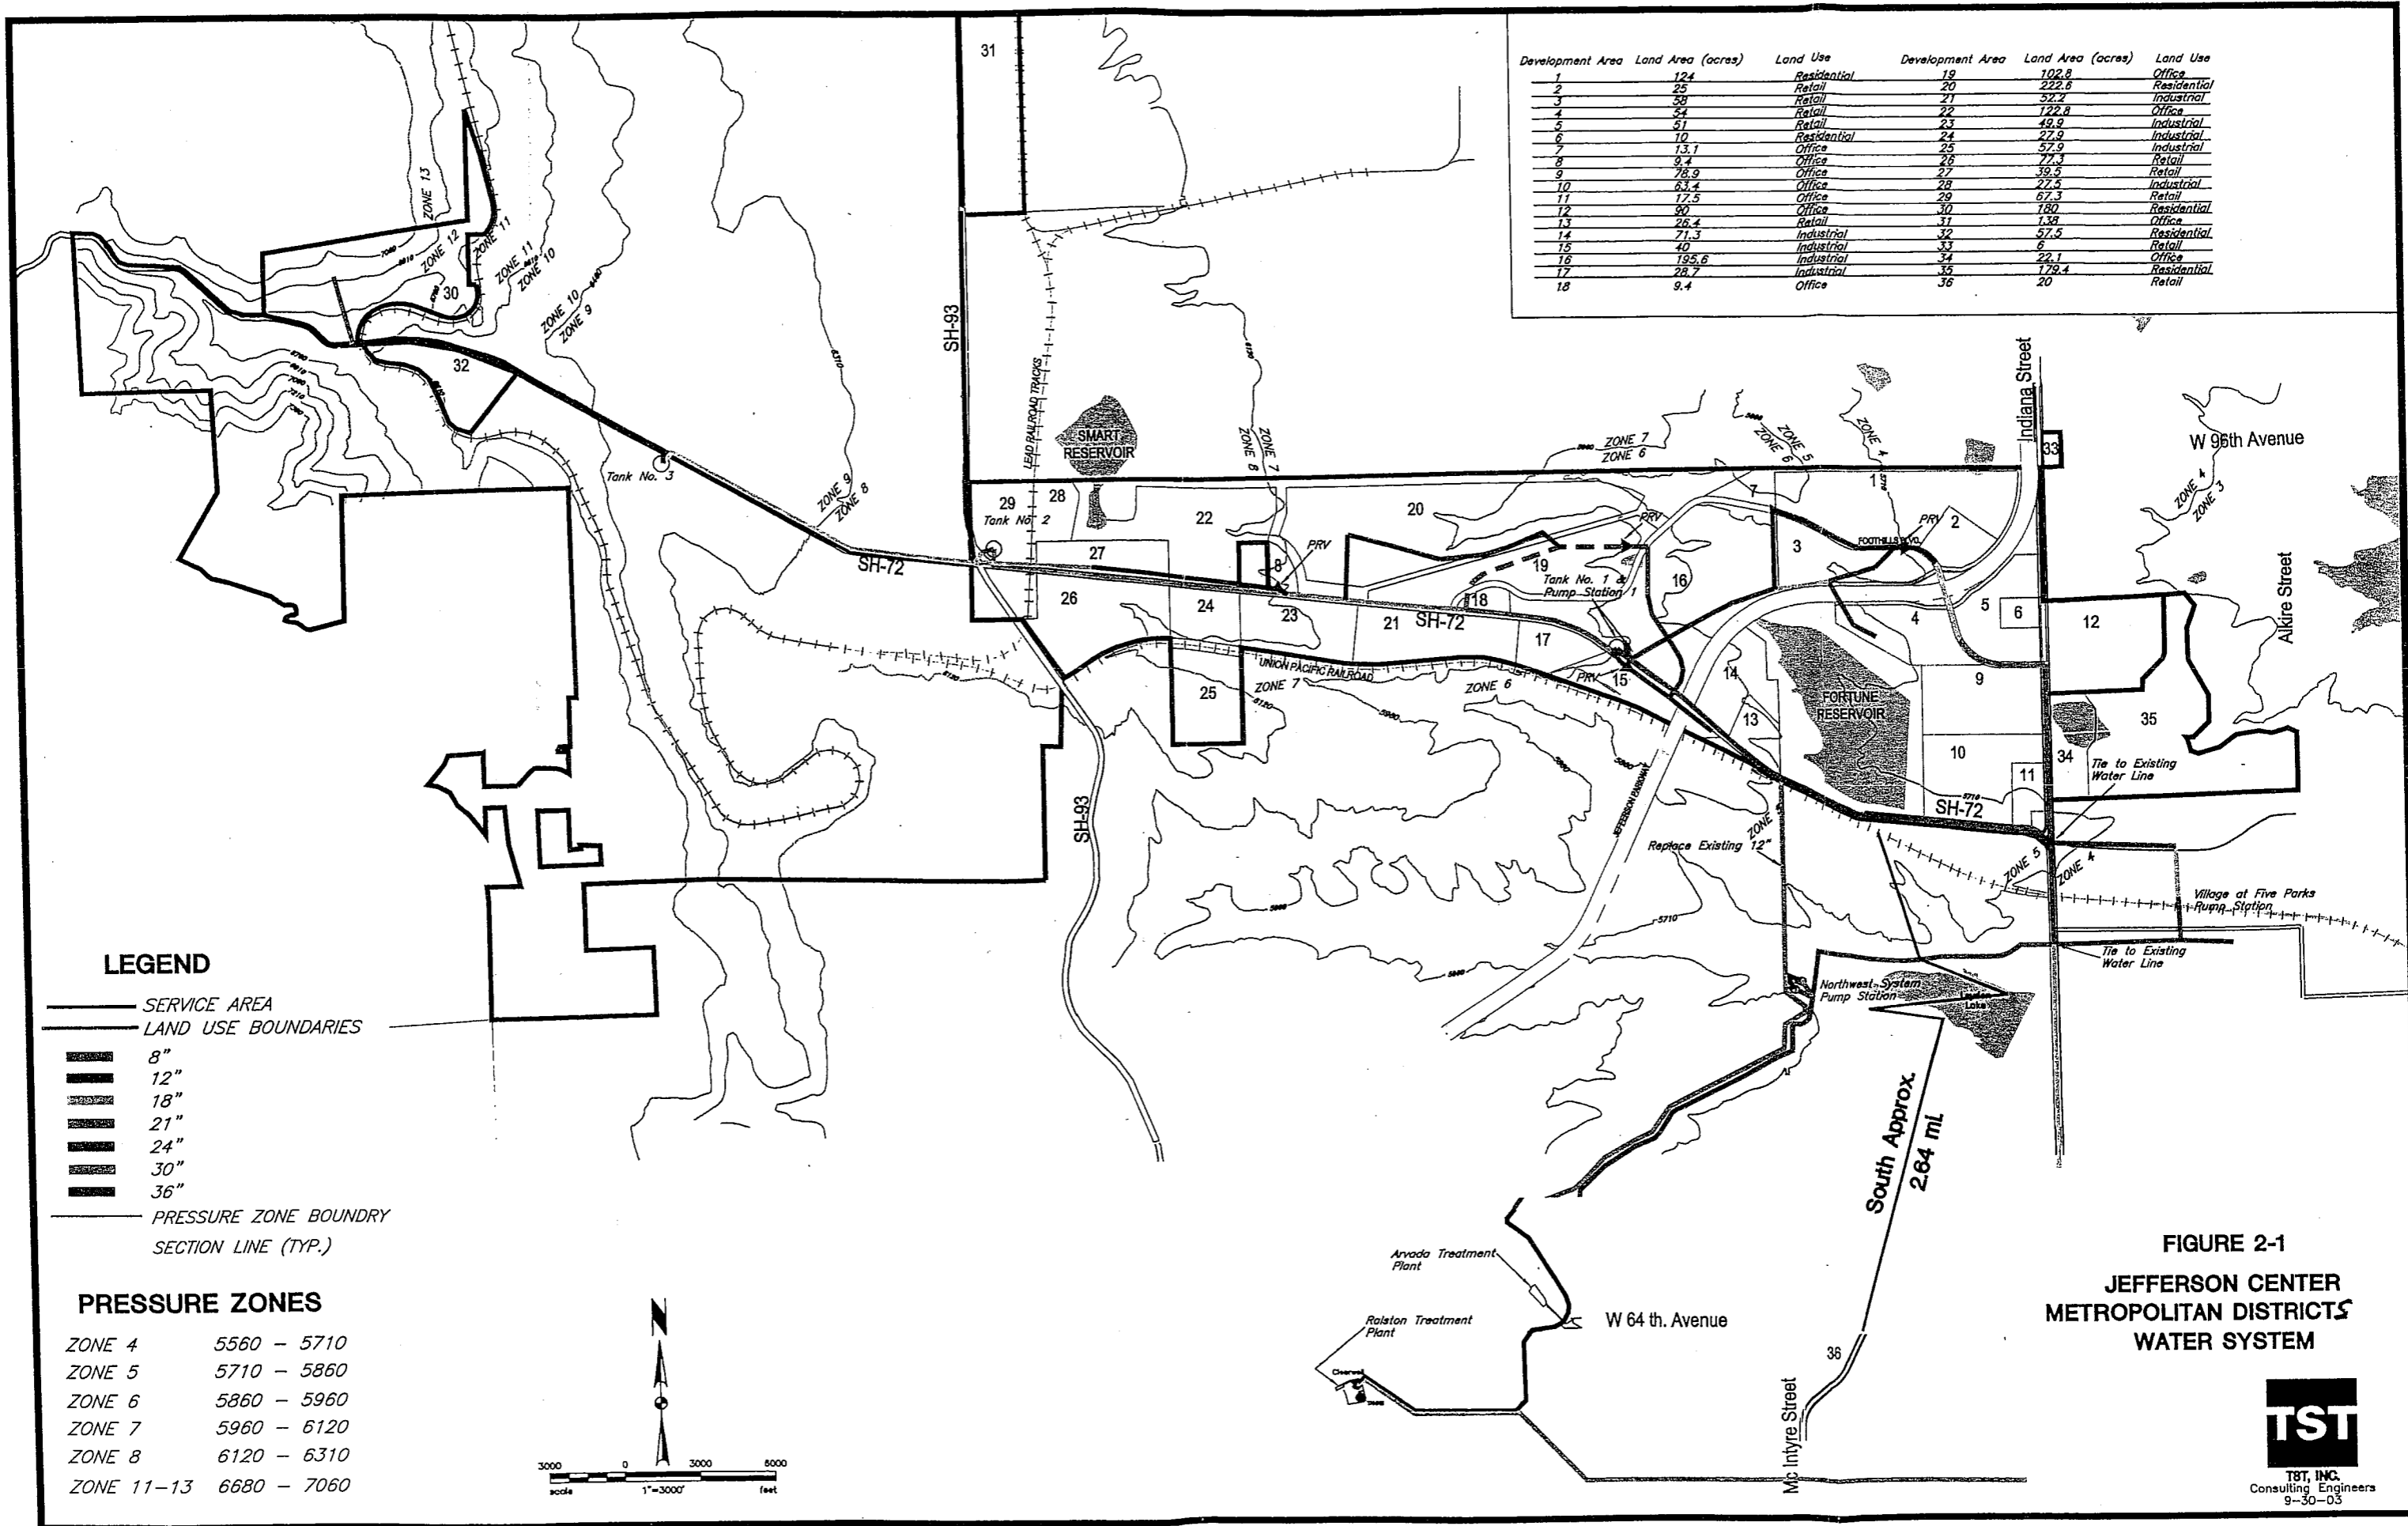 Development Area Land Area (acres) Land Use Development Area Land Area (acres) Land Use
1 124 Residential 19 102.8 Office
2 25 Retail 20 222.6 Residential
3 58 Retail 21 52.2 Industrial
4 54 Retail 22 122.8 Office
5 51 Retail 23 49.9 Industrial
6 10 Residential 24 27.9 Industrial
7 13.1 Office 25 57.9 Industrial
8 9.4 Office 26 77.3 Retail
9 78.9 Office 27 39.5 Retail
10 63.4 Office 28 27.5 Industrial
11 17.5 Office 29 67.3 Retail
12 90 Office 30 180 Residential
13 26.4 Retail 31 138 Office
14 71.3 Industrial 32 57.5 Residential
15 40 Industrial 33 6 Retail
16 195.6 Industrial 34 22.1 Office
17 28.7 Industrial 35 179.4 Residential
18 9.4 Office 36 20 Retail
31
ZONE 13
ZONE 12
ZONE 11
ZONE 11
ZONE 10
ZONE 10
ZONE 9
30
32
SH-93
LEAD RAILROAD TRACKS
SMART
RESERVOIR
ZONE 8
ZONE 7
ZONE 7
ZONE 6
ZONE 5
ZONE 6
ZONE 4
Indiana Street
33
W 96th Avenue
ZONE 4
ZONE 3
Tank No. 3
ZONE 9
ZONE 8
29
28
Tank No. 2
22
20
7
1
PRV
PRV
2
FOOTHILLS BLVD.
3
27
8
PRV
19
Tank No. 1 &
Pump Station 1
16
SH-72
26
24
23
21
SH-72
18
17
4
5
6
12
Alkire Street
UNION PACIFIC RAILROAD
25
ZONE 7
ZONE 6
PRV
15
14
13
FORTUNE
RESERVOIR
9
10
11
34
35
Tie to Existing
Water Line
SH-72
SH-93
JEFFERSON PARKWAY
ZONE 5
Replace Existing 12"
5710
5710
ZONE 5
ZONE 4
Village at Five Parks
Pump Station
Tie to Existing
Water Line
Northwest System
Pump Station
Lake
South Approx.
2.64 mi.
Arvada Treatment
Plant
Ralston Treatment
Plant
Clearwell
W 64 th. Avenue
36
Mc Intyre Street
LEGEND
SERVICE AREA
LAND USE BOUNDARIES
8"
12"
18"
21"
24"
30"
36"
PRESSURE ZONE BOUNDRY
SECTION LINE (TYP.)
PRESSURE ZONES
ZONE 4 5560 - 5710
ZONE 5 5710 - 5860
ZONE 6 5860 - 5960
ZONE 7 5960 - 6120
ZONE 8 6120 - 6310
ZONE 11-13 6680 - 7060
N
3000 0 3000 6000
scale 1"=3000' feet
FIGURE 2-1
JEFFERSON CENTER
METROPOLITAN DISTRICTS
WATER SYSTEM
TST
TST, INC.
Consulting Engineers
9-30-03